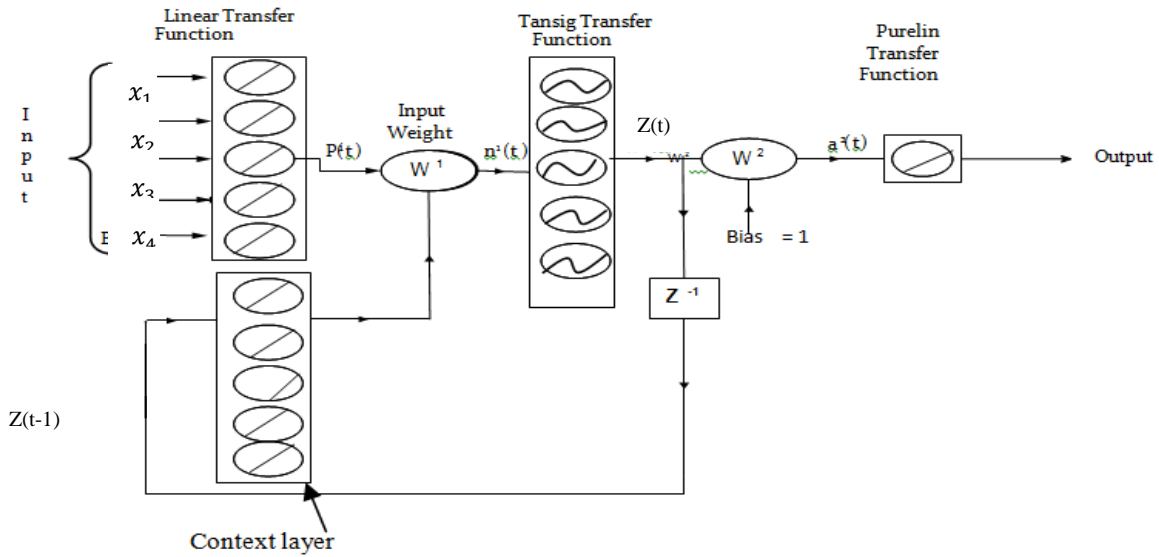 Linear Transfer
Function
Tansig Transfer
Function
Purelin
Transfer
Function
I
n
p
u
t
x₁
x₂
x₃
x₄
P(t)
Input
Weight
W ¹
n¹(t)
Z(t)
W ²
a²(t)
Output
Bias = 1
Z ⁻¹
Z(t-1)
Context layer